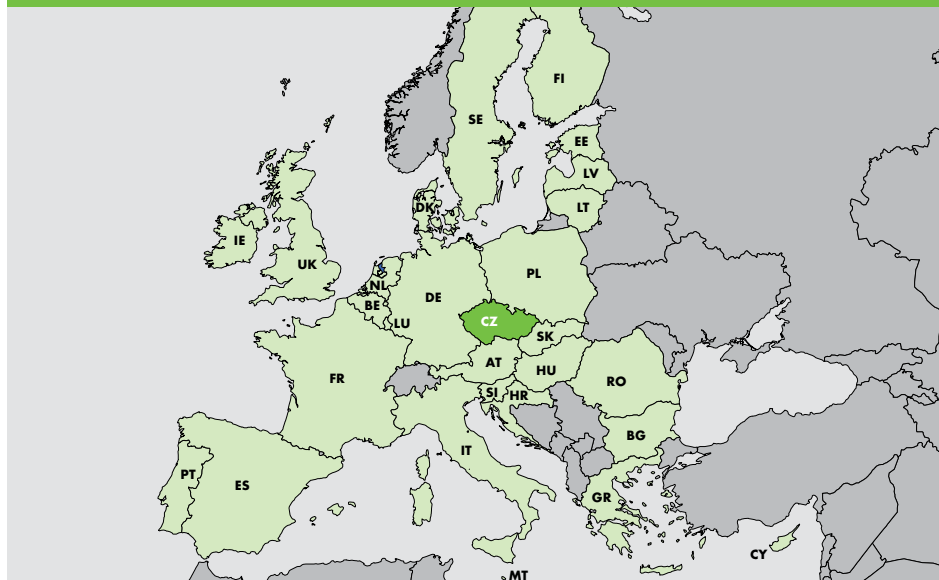 FI
SE
EE
LV
LT
DK
IE
UK
NL
PL
DE
BE
LU
CZ
SK
AT
HU
FR
RO
SI
HR
BG
IT
PT
ES
GR
CY
MT